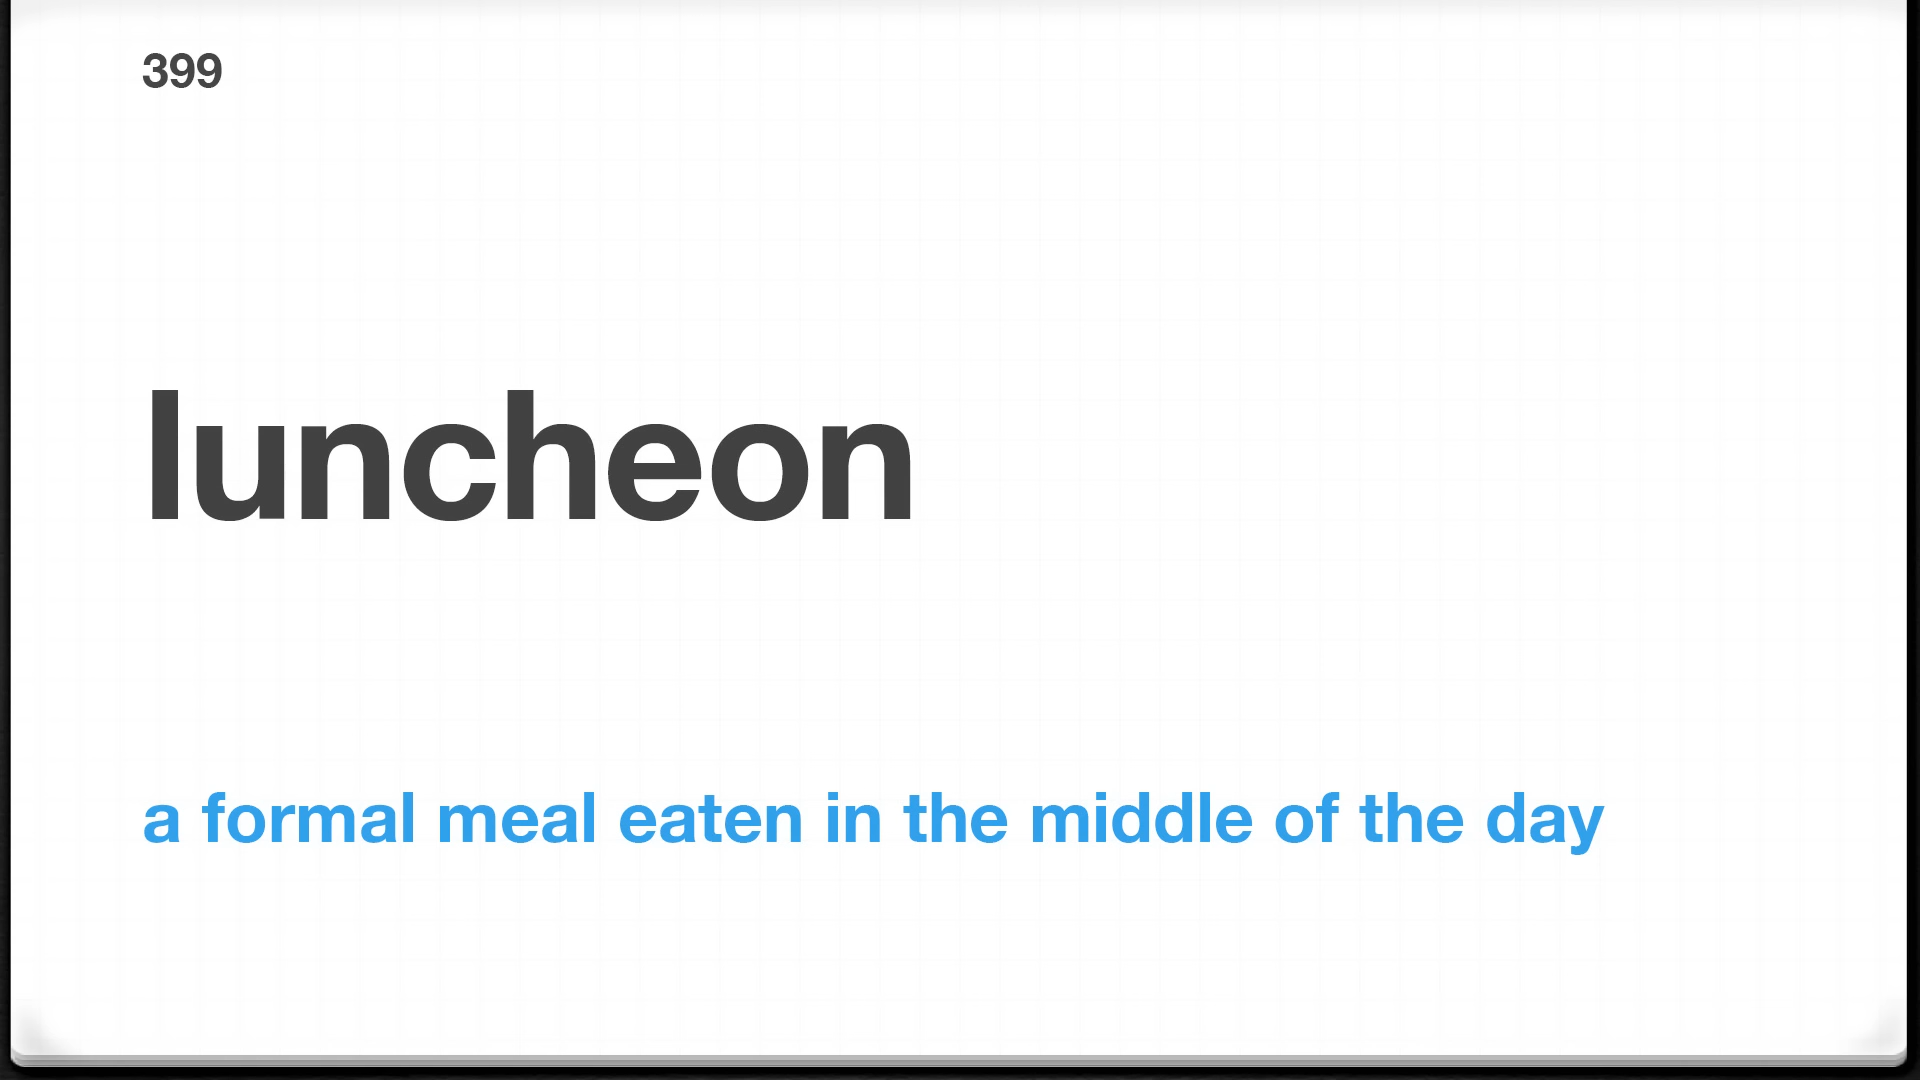 399
luncheon
a formal meal eaten in the middle of the day